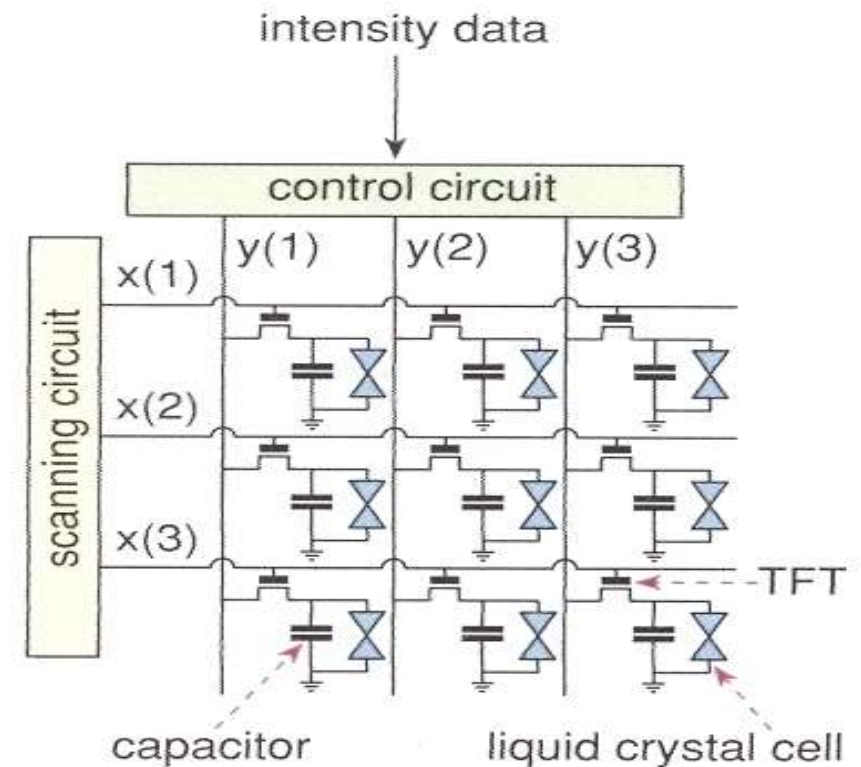 intensity data
control circuit
y(1) y(2) y(3)
x(1)
scanning circuit
x(2)
x(3)
TFT
capacitor liquid crystal cell